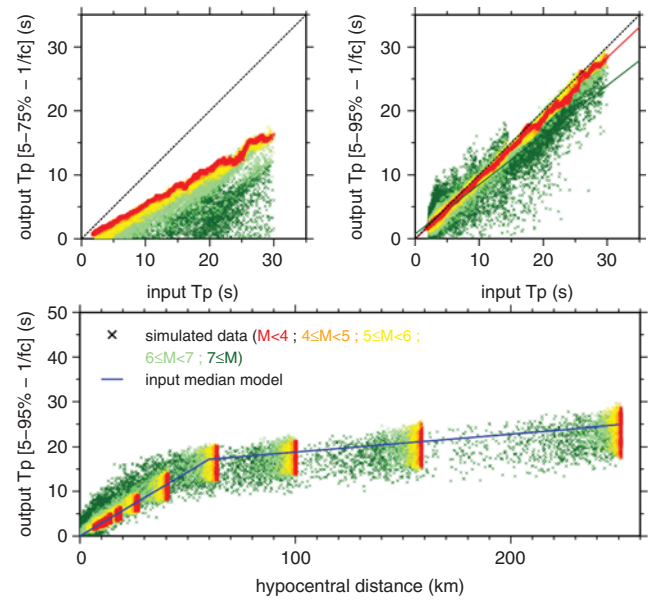 output Tp [5–75% – 1/fc] (s)
30
20
10
0
0 10 20 30
input Tp (s)
output Tp [5–95% – 1/fc] (s)
30
20
10
0
0 10 20 30
input Tp (s)
output Tp [5–95% – 1/fc] (s)
50
40
30
20
10
0
× simulated data (M<4 ; 4≤M<5 ; 5≤M<6 ;
6≤M<7 ; 7≤M)
input median model
0 100 200
hypocentral distance (km)